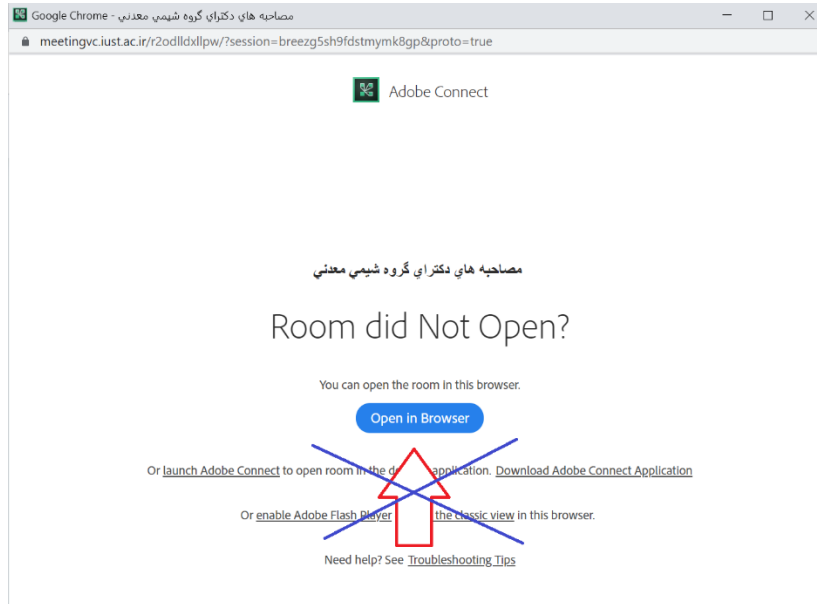 مصاحبه هاي دكتراي گروه شيمي معدني - Google Chrome
meetingvc.iust.ac.ir/r2odlldxllpw/?session=breezg5sh9fdstmymk8gp&proto=true
Adobe Connect
مصاحبه هاي دكتراي گروه شيمي معدني
Room did Not Open?
You can open the room in this browser.
Open in Browser
Or launch Adobe Connect to open room in the application. Download Adobe Connect Application
Or enable Adobe Flash Player the classic view in this browser.
Need help? See Troubleshooting Tips